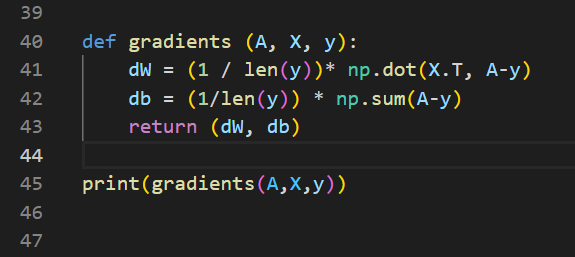 39
40 def gradients (A, X, y):
41     dW = (1 / len(y))* np.dot(X.T, A-y)
42     db = (1/len(y)) * np.sum(A-y)
43     return (dW, db)
44
45 print(gradients(A,X,y))
46
47